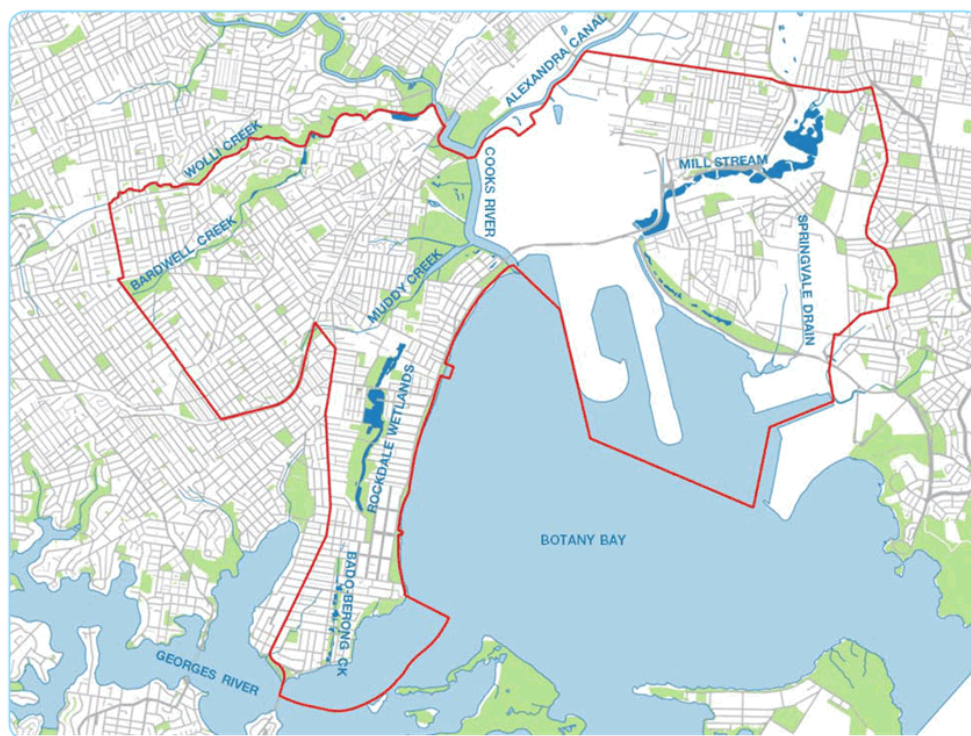 ALEXANDRA CANAL
WOLLI CREEK
MILL STREAM
COOKS RIVER
BARDWELL CREEK
SPRINGVALE DRAIN
MUDDY CREEK
ROCKDALE WETLANDS
BOTANY BAY
BADO-BERONG CK
GEORGES RIVER